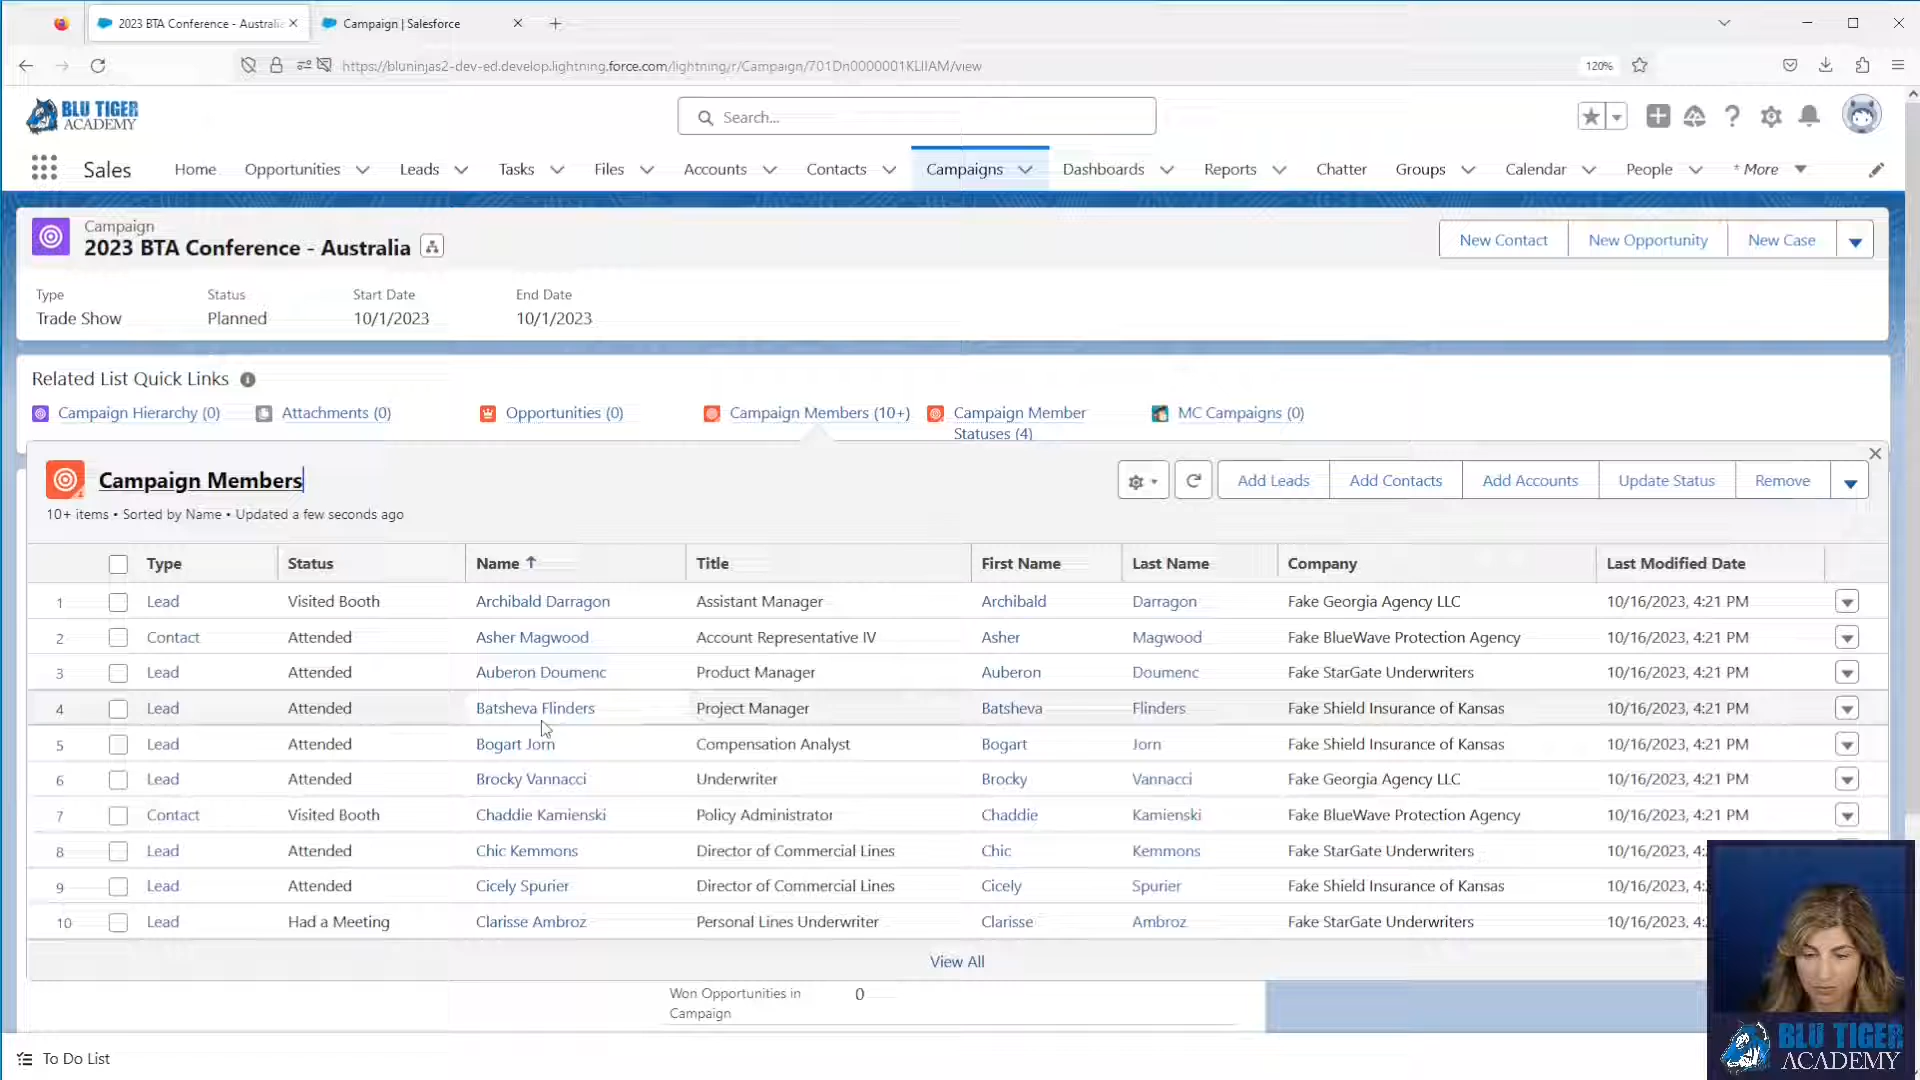 2023 BTA Conference - Australia
Campaign | Salesforce
https://bluninjas2-dev-ed.develop.lightning.force.com/lightning/r/Campaign/701Dn0000001KLIIAM/view
120%
BLU TIGER
ACADEMY
Search...
Sales
Home
Opportunities
Leads
Tasks
Files
Accounts
Contacts
Campaigns
Dashboards
Reports
Chatter
Groups
Calendar
People
* More
Campaign
2023 BTA Conference - Australia
New Contact
New Opportunity
New Case
Type Status Start Date End Date
Trade Show Planned 10/1/2023 10/1/2023
Related List Quick Links
Campaign Hierarchy (0)
Attachments (0)
Opportunities (0)
Campaign Members (10+)
Campaign Member
Statuses (4)
MC Campaigns (0)
Campaign Members
10+ items • Sorted by Name • Updated a few seconds ago
Add Leads
Add Contacts
Add Accounts
Update Status
Remove
Type Status Name Title First Name Last Name Company Last Modified Date
1 Lead Visited Booth Archibald Darragon Assistant Manager Archibald Darragon Fake Georgia Agency LLC 10/16/2023, 4:21 PM
2 Contact Attended Asher Magwood Account Representative IV Asher Magwood Fake BlueWave Protection Agency 10/16/2023, 4:21 PM
3 Lead Attended Auberon Doumenc Product Manager Auberon Doumenc Fake StarGate Underwriters 10/16/2023, 4:21 PM
4 Lead Attended Batsheva Flinders Project Manager Batsheva Flinders Fake Shield Insurance of Kansas 10/16/2023, 4:21 PM
5 Lead Attended Bogart Jorn Compensation Analyst Bogart Jorn Fake Shield Insurance of Kansas 10/16/2023, 4:21 PM
6 Lead Attended Brocky Vannacci Underwriter Brocky Vannacci Fake Georgia Agency LLC 10/16/2023, 4:21 PM
7 Contact Visited Booth Chaddie Kamienski Policy Administrator Chaddie Kamienski Fake BlueWave Protection Agency 10/16/2023, 4:21 PM
8 Lead Attended Chic Kemmons Director of Commercial Lines Chic Kemmons Fake StarGate Underwriters 10/16/2023, 4:
9 Lead Attended Cicely Spurier Director of Commercial Lines Cicely Spurier Fake Shield Insurance of Kansas 10/16/2023, 4:
10 Lead Had a Meeting Clarisse Ambroz Personal Lines Underwriter Clarisse Ambroz Fake StarGate Underwriters 10/16/2023, 4:
View All
Won Opportunities in
Campaign
0
To Do List
BLU TIGER
ACADEMY